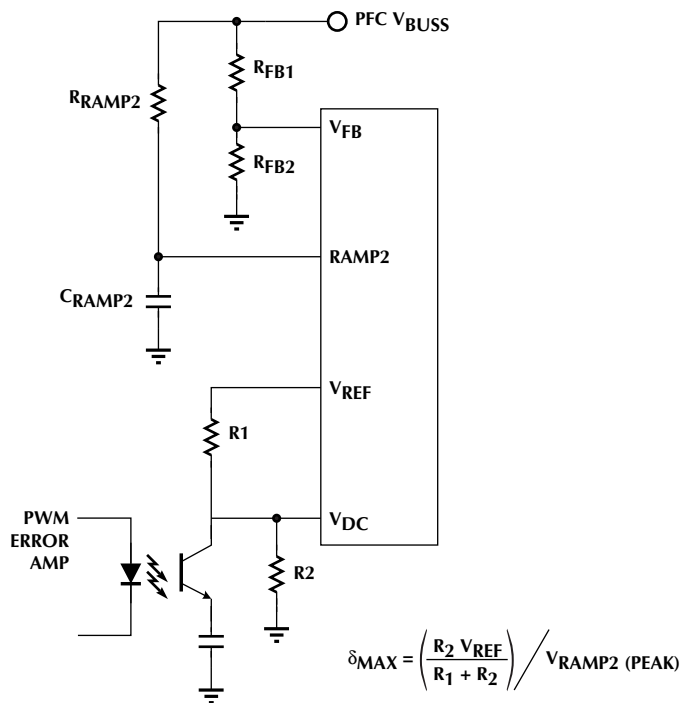 PFC V_BUSS
R_FB1
R_RAMP2
V_FB
R_FB2
RAMP2
C_RAMP2
V_REF
R1
PWM
ERROR
AMP
V_DC
R2
δ_MAX = (R_2 V_REF / R_1 + R_2) / V_RAMP2 (PEAK)